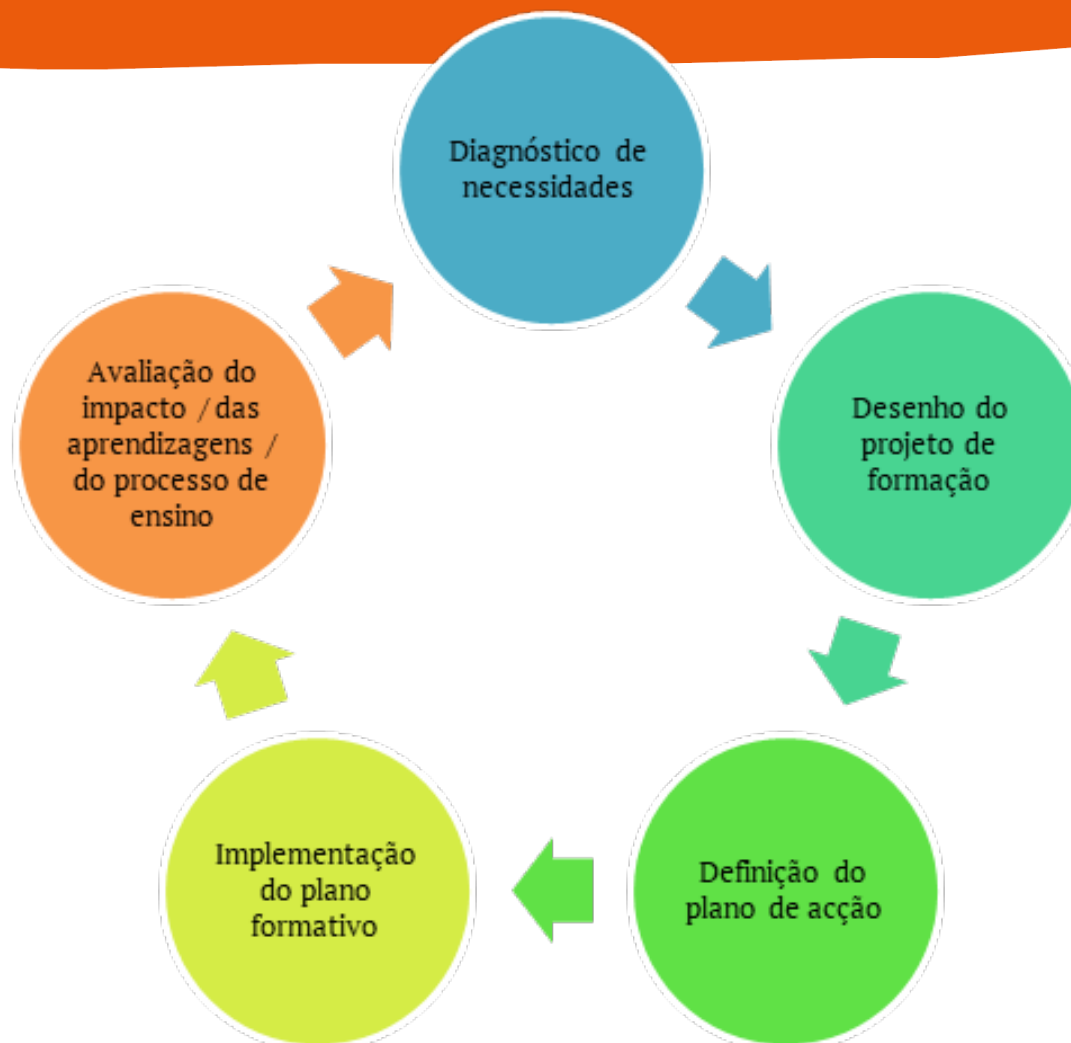 Diagnóstico de
necessidades
Desenho do
projeto de
formação
Definição do
plano de acção
Implementação
do plano
formativo
Avaliação do
impacto / das
aprendizagens /
do processo de
ensino